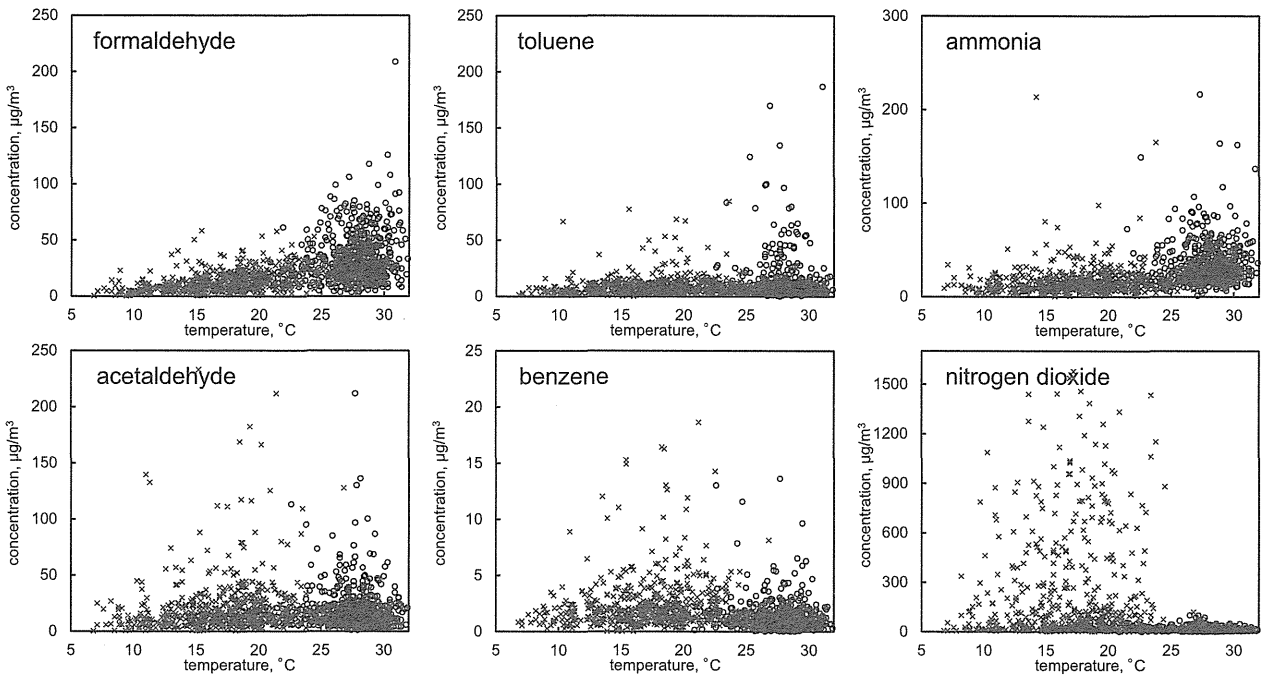 250
200
150
100
50
0
concentration, µg/m³
formaldehyde
5 10 15 20 25 30
temperature, ˚C
250
200
150
100
50
0
concentration, µg/m³
toluene
5 10 15 20 25 30
temperature, ˚C
300
200
100
0
concentration, µg/m³
ammonia
5 10 15 20 25 30
temperature, ˚C
250
200
150
100
50
0
concentration, µg/m³
acetaldehyde
5 10 15 20 25 30
temperature, ˚C
25
20
15
10
5
0
concentration, µg/m³
benzene
5 10 15 20 25 30
temperature, ˚C
1500
1200
900
600
300
0
concentration, µg/m³
nitrogen dioxide
5 10 15 20 25 30
temperature, ˚C